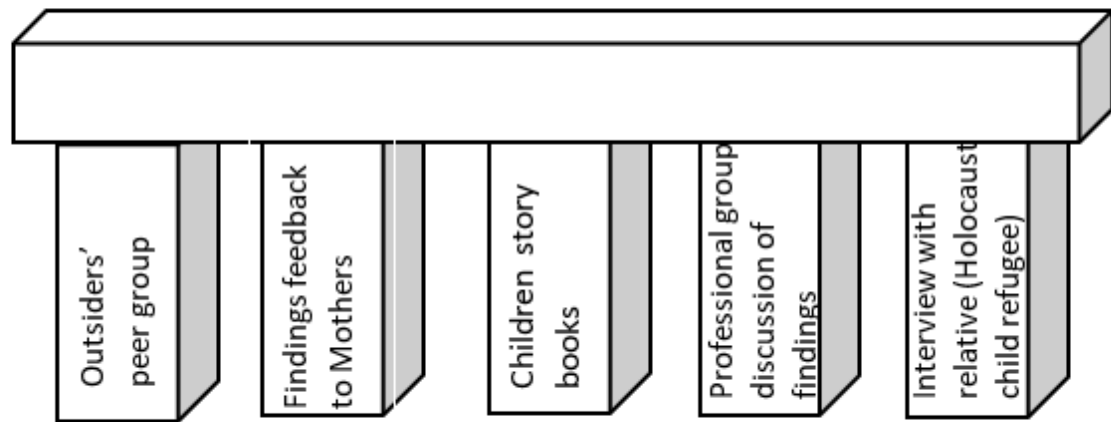 Outsiders’
peer group
Findings feedback
to Mothers
Children story
books
Professional group
discussion of
findings
Interview with
relative (Holocaust
child refugee)